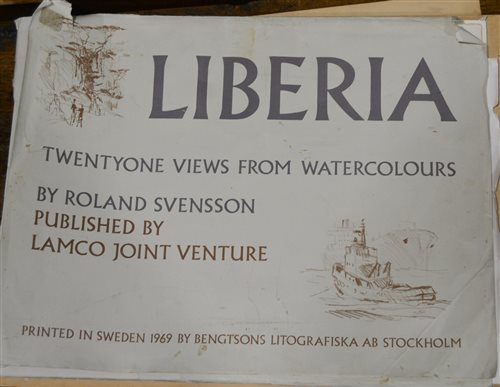 LIBERIA
TWENTYONE VIEWS FROM WATERCOLOURS
BY ROLAND SVENSSON
PUBLISHED BY
LAMCO JOINT VENTURE
PRINTED IN SWEDEN 1969 BY BENGTSONS LITOGRAFISKA AB STOCKHOLM